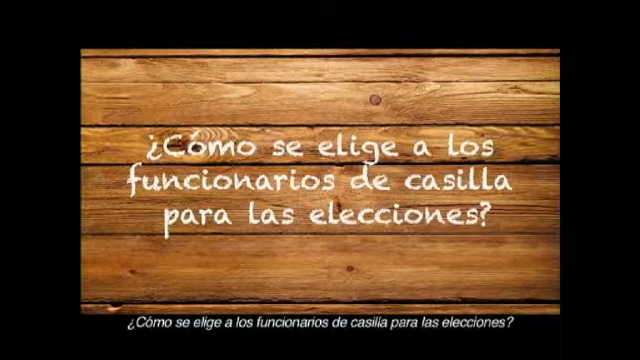 ¿Cómo se elige a los
funcionarios de casilla
para las elecciones?
¿Cómo se elige a los funcionarios de casilla para las elecciones?